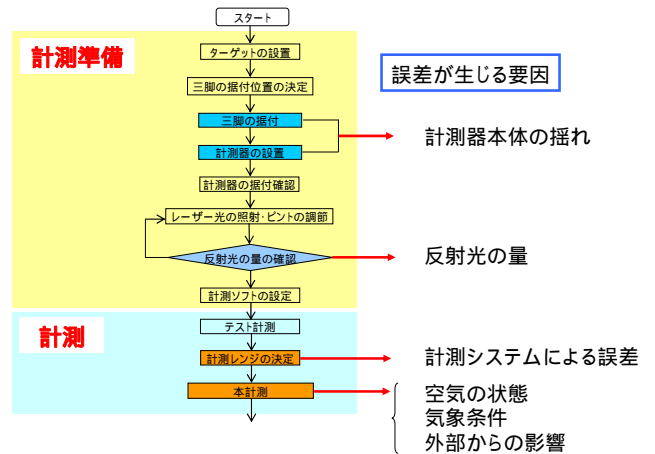 スタート
計測準備
ターゲットの設置
誤差が生じる要因
三脚の据付位置の決定
三脚の据付
計測器本体の揺れ
計測器の設置
計測器の据付確認
レーザー光の照射・ピントの調節
反射光の量の確認
反射光の量
計測ソフトの設定
計測
テスト計測
計測レンジの決定
計測システムによる誤差
本計測
空気の状態
気象条件
外部からの影響